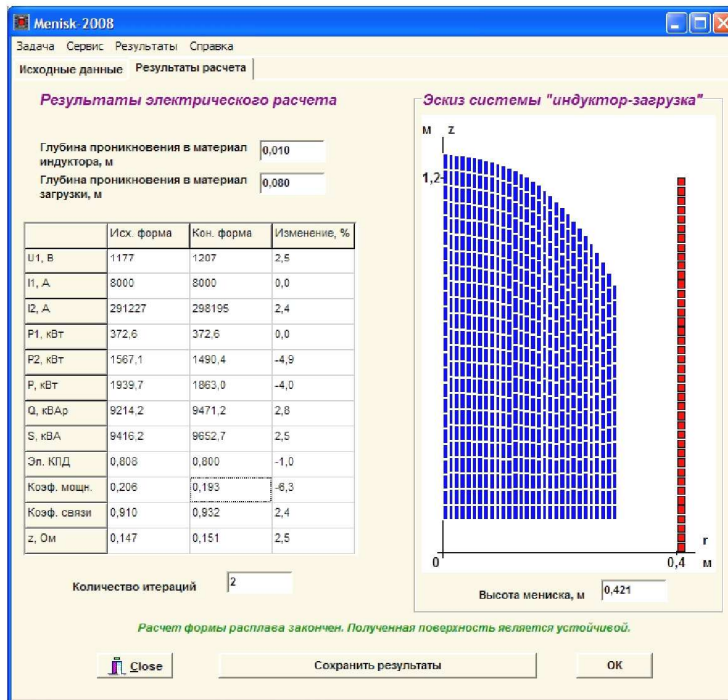 Menisk-2008
Задача Сервис Результаты Справка
Исходные данные Результаты расчета
Результаты электрического расчета
Глубина проникновения в материал
индуктора, м
0,010
Глубина проникновения в материал
загрузки, м
0,080
Исх. форма Кон. форма Изменение, %
U1, В 1177 1207 2,5
I1, А 8000 8000 0,0
I2, А 291227 298195 2,4
P1, кВт 372,6 372,6 0,0
P2, кВт 1567,1 1490,4 -4,9
P, кВт 1939,7 1863,0 -4,0
Q, кВАр 9214,2 9471,2 2,8
S, кВА 9416,2 9652,7 2,5
Эл. КПД 0,808 0,800 -1,0
Коэф. мощн. 0,206 0,193 -6,3
Коэф. связи 0,910 0,932 2,4
z, Ом 0,147 0,151 2,5
Количество итераций 2
Эскиз системы "индуктор-загрузка"
м z
1,2
r
0 0,4 м
Высота мениска, м 0,421
Расчет формы расплава закончен. Полученная поверхность является устойчивой.
Close Сохранить результаты OK